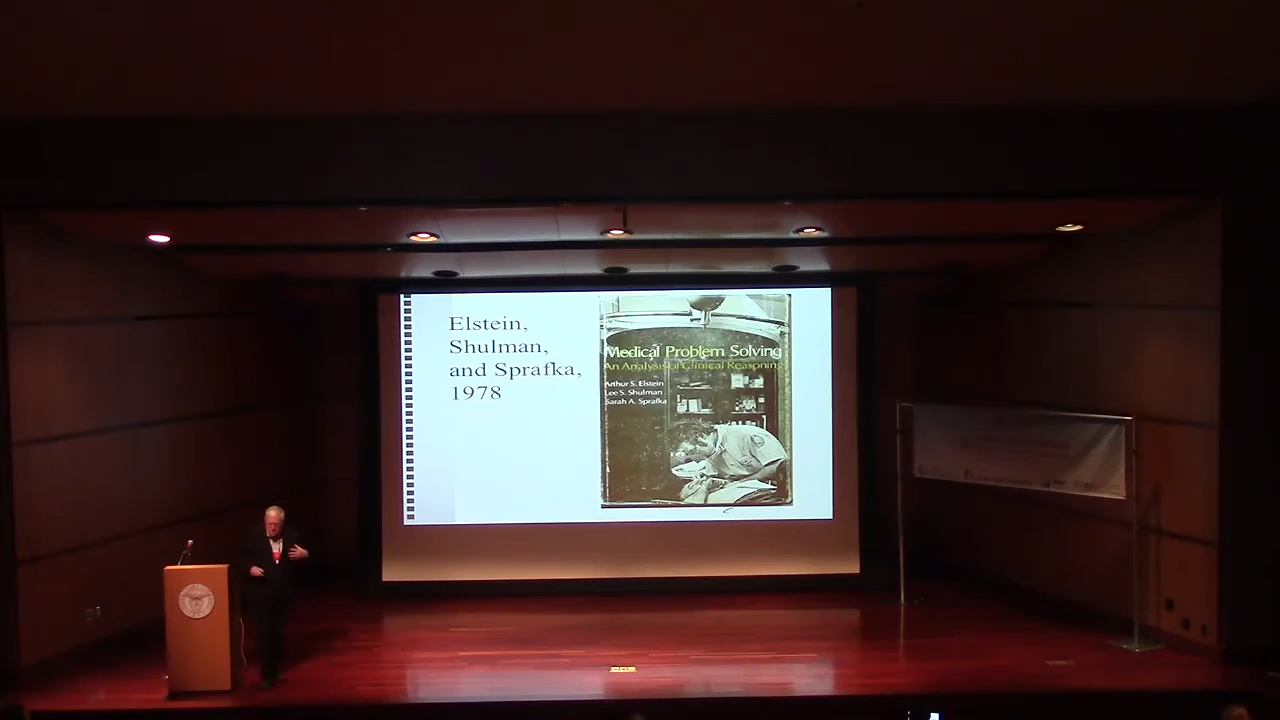 Elstein,
Shulman,
and Sprafka,
1978
Medical Problem Solving
An Analysis of Clinical Reasoning
Arthur S. Elstein
Lee S. Shulman
Sarah A. Sprafka